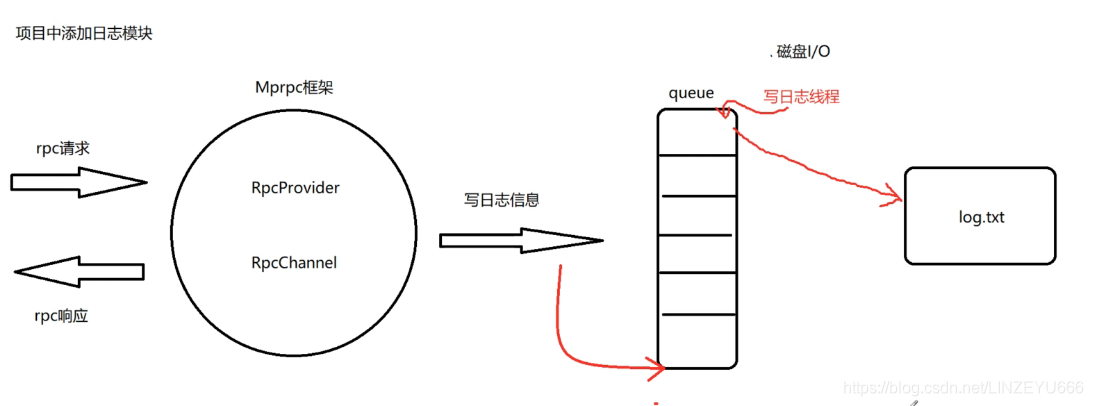 项目中添加日志模块
.磁盘I/O
Mprpc框架
queue
写日志线程
rpc请求
RpcProvider
写日志信息
log.txt
RpcChannel
rpc响应
https://blog.csdn.net/LINZEYU666